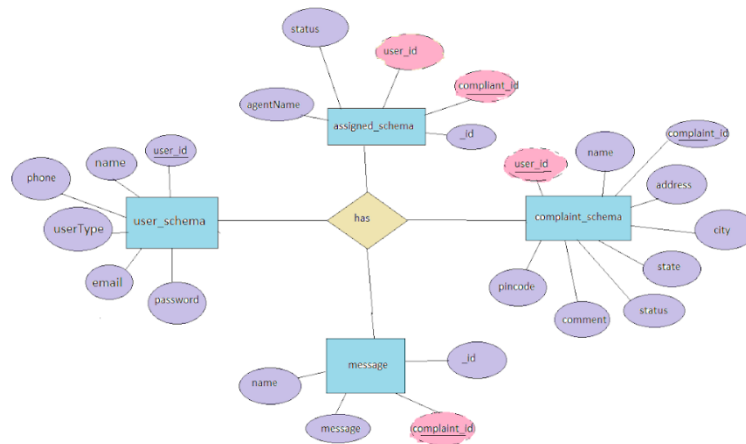 status
user_id
compliant_id
agentName
assigned_schema
_id
user_id
name
complaint_id
address
complaint_schema
city
state
status
comment
pincode
phone
name
user_id
user_schema
userType
email
password
has
message
_id
name
message
complaint_id